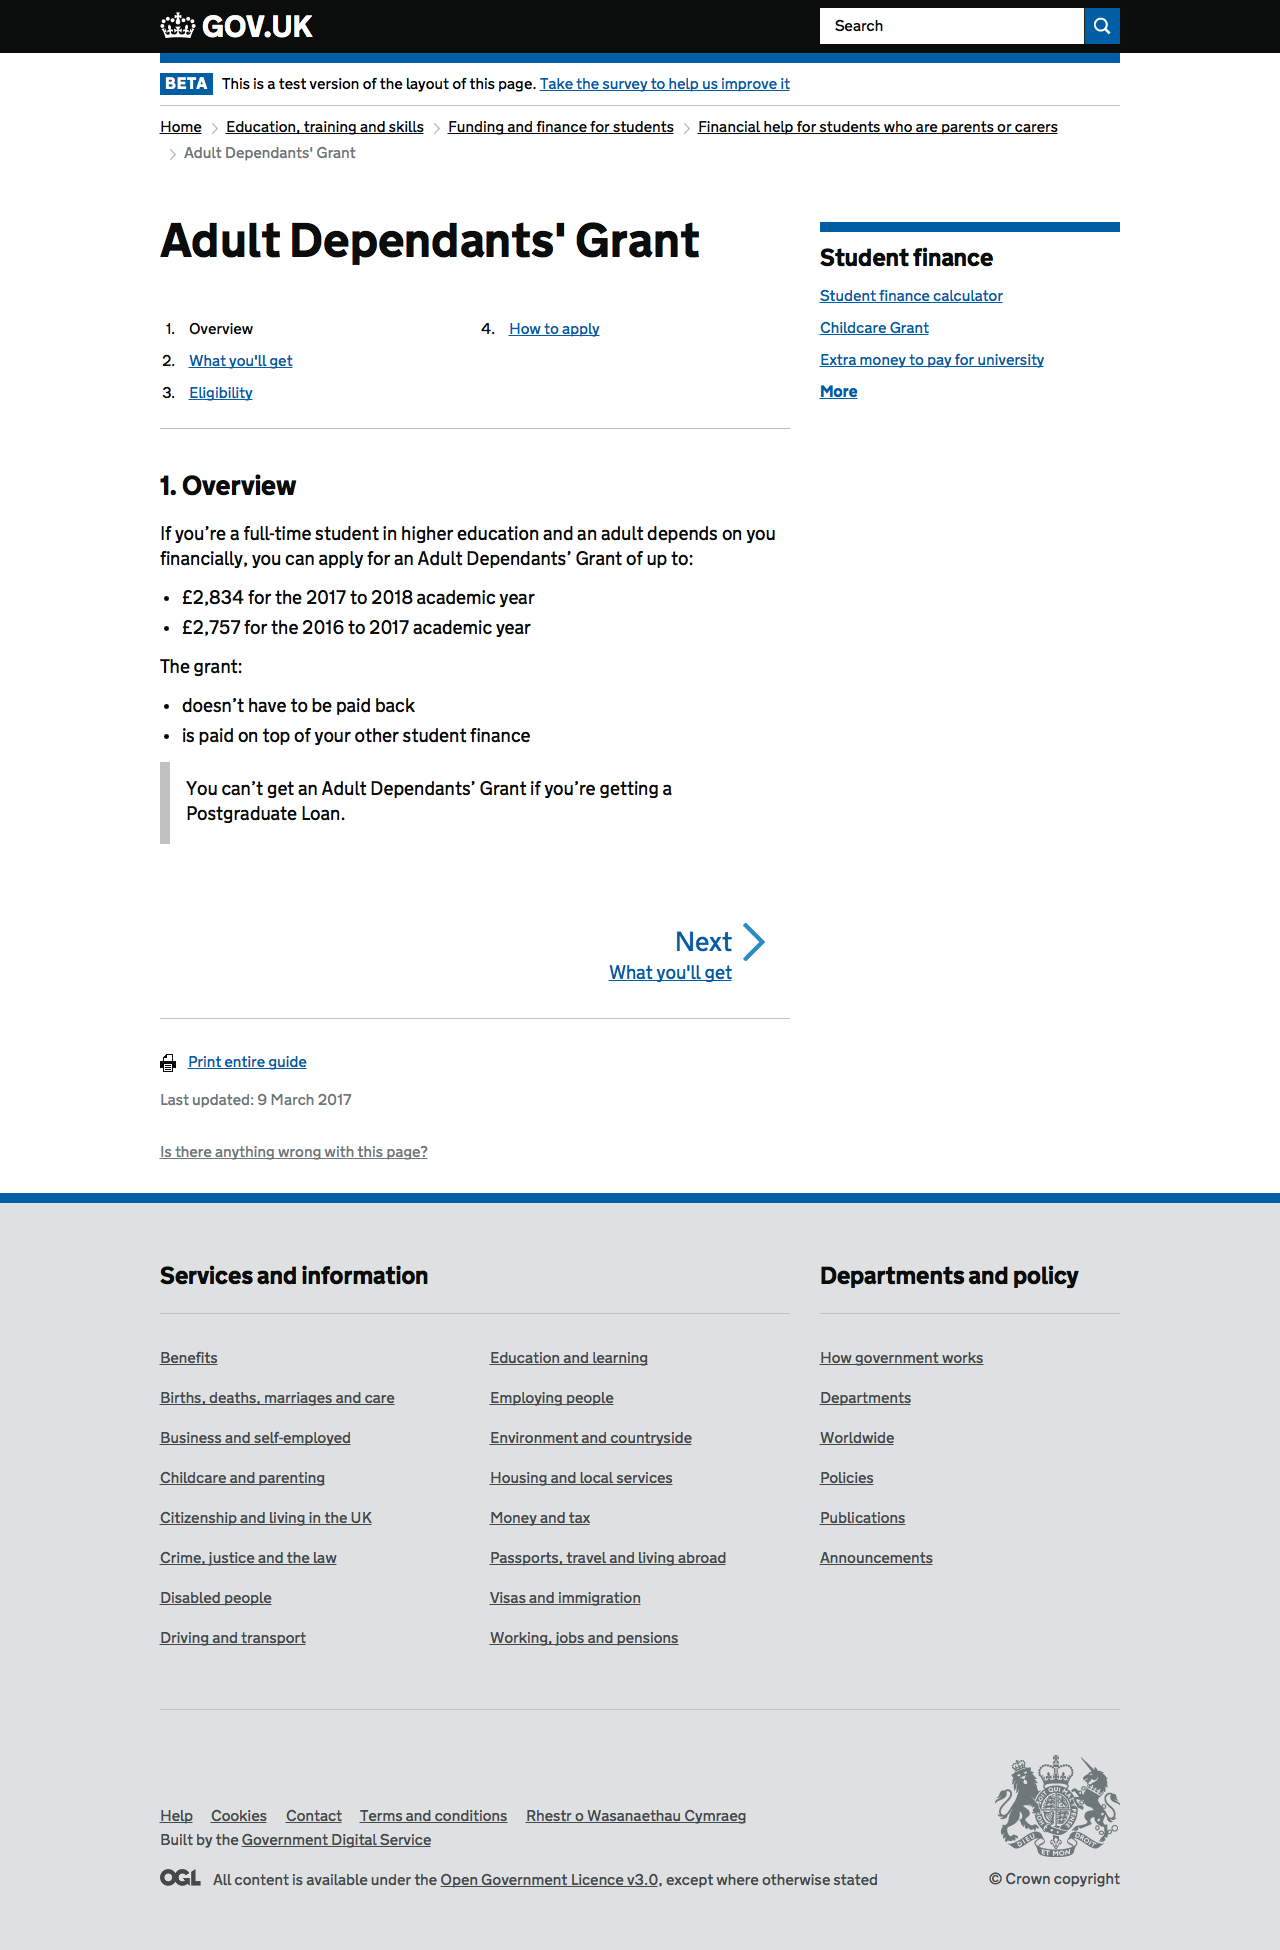 GOV.UK
Search
BETA This is a test version of the layout of this page. Take the survey to help us improve it
Home Education, training and skills Funding and finance for students Financial help for students who are parents or carers
Adult Dependants' Grant
Adult Dependants' Grant
1. Overview
2. What you'll get
3. Eligibility
4. How to apply
Student finance
Student finance calculator
Childcare Grant
Extra money to pay for university
More
1. Overview
If you’re a full-time student in higher education and an adult depends on you
financially, you can apply for an Adult Dependants’ Grant of up to:
• £2,834 for the 2017 to 2018 academic year
• £2,757 for the 2016 to 2017 academic year
The grant:
• doesn’t have to be paid back
• is paid on top of your other student finance
You can’t get an Adult Dependants’ Grant if you’re getting a
Postgraduate Loan.
Next
What you'll get
Print entire guide
Last updated: 9 March 2017
Is there anything wrong with this page?
Services and information
Benefits
Births, deaths, marriages and care
Business and self-employed
Childcare and parenting
Citizenship and living in the UK
Crime, justice and the law
Disabled people
Driving and transport
Education and learning
Employing people
Environment and countryside
Housing and local services
Money and tax
Passports, travel and living abroad
Visas and immigration
Working, jobs and pensions
Departments and policy
How government works
Departments
Worldwide
Policies
Publications
Announcements
Help Cookies Contact Terms and conditions Rhestr o Wasanaethau Cymraeg
Built by the Government Digital Service
OGL All content is available under the Open Government Licence v3.0, except where otherwise stated
DIEU ET MON DROIT
© Crown copyright